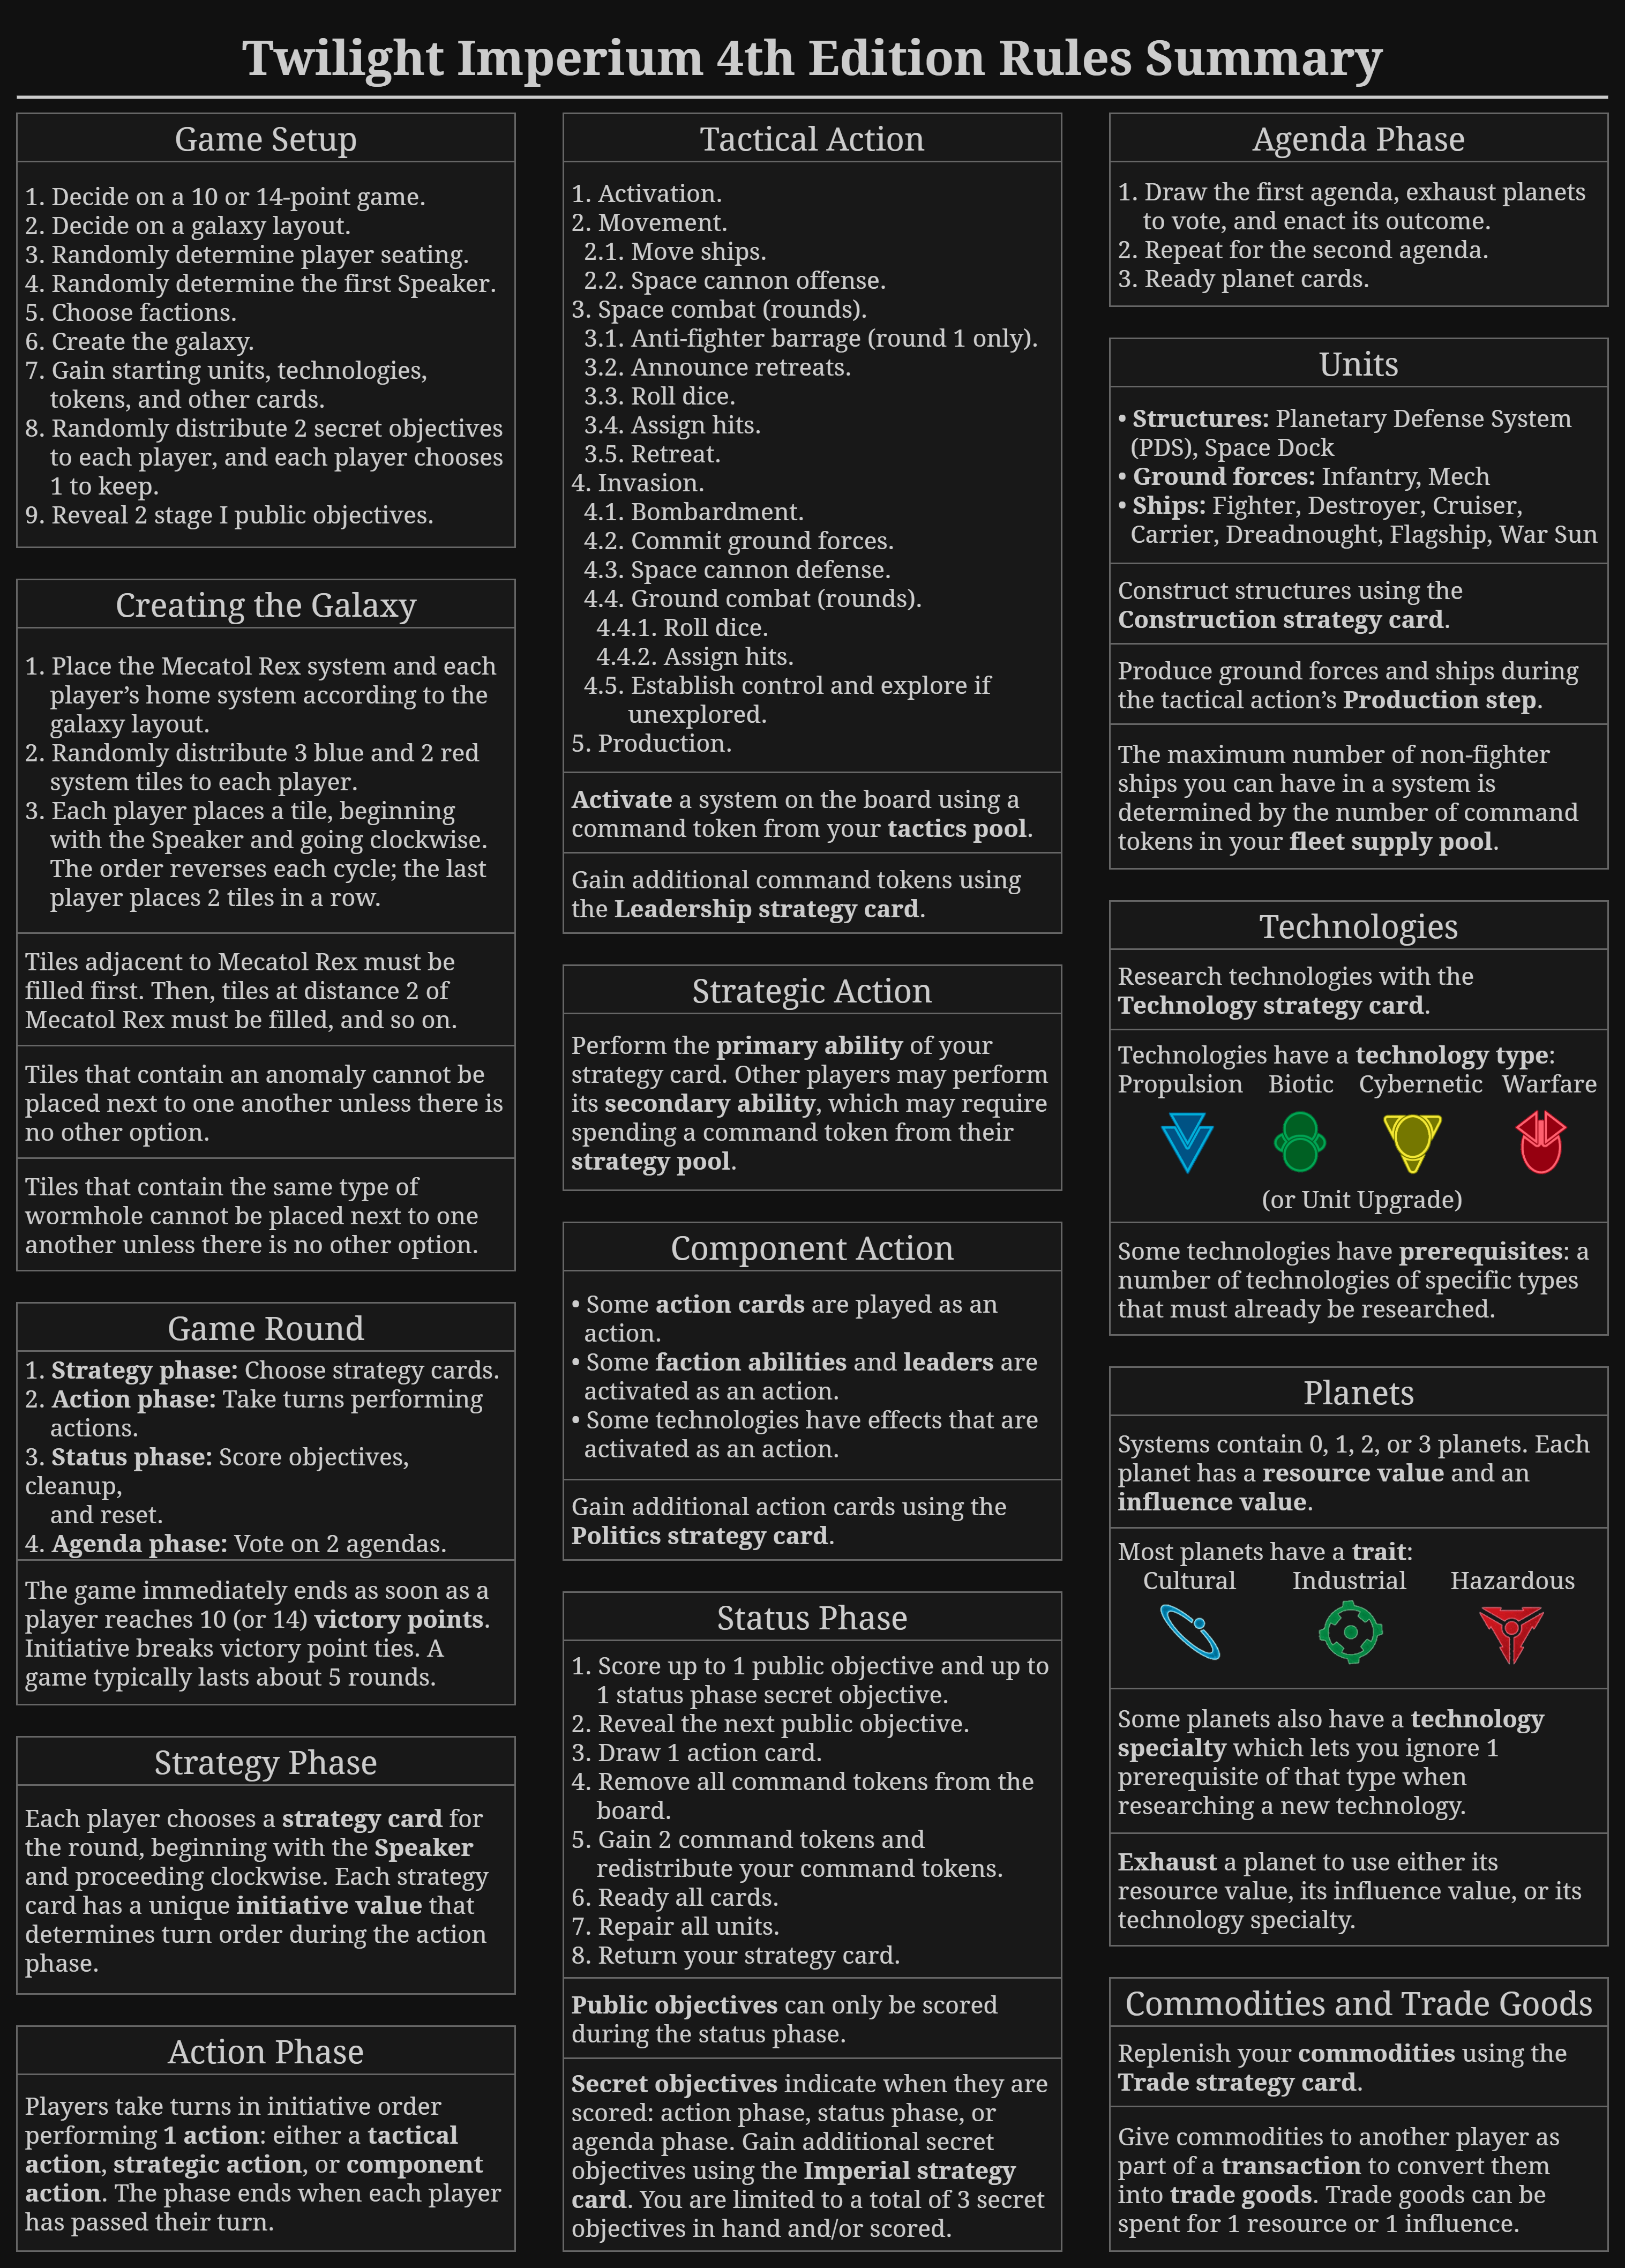 Twilight Imperium 4th Edition Rules Summary
Game Setup
1. Decide on a 10 or 14-point game.
2. Decide on a galaxy layout.
3. Randomly determine player seating.
4. Randomly determine the first Speaker.
5. Choose factions.
6. Create the galaxy.
7. Gain starting units, technologies,
tokens, and other cards.
8. Randomly distribute 2 secret objectives
to each player, and each player chooses
1 to keep.
9. Reveal 2 stage I public objectives.
Creating the Galaxy
1. Place the Mecatol Rex system and each
player’s home system according to the
galaxy layout.
2. Randomly distribute 3 blue and 2 red
system tiles to each player.
3. Each player places a tile, beginning
with the Speaker and going clockwise.
The order reverses each cycle; the last
player places 2 tiles in a row.
Tiles adjacent to Mecatol Rex must be
filled first. Then, tiles at distance 2 of
Mecatol Rex must be filled, and so on.
Tiles that contain an anomaly cannot be
placed next to one another unless there is
no other option.
Tiles that contain the same type of
wormhole cannot be placed next to one
another unless there is no other option.
Game Round
1. Strategy phase: Choose strategy cards.
2. Action phase: Take turns performing
actions.
3. Status phase: Score objectives,
cleanup,
and reset.
4. Agenda phase: Vote on 2 agendas.
The game immediately ends as soon as a
player reaches 10 (or 14) victory points.
Initiative breaks victory point ties. A
game typically lasts about 5 rounds.
Strategy Phase
Each player chooses a strategy card for
the round, beginning with the Speaker
and proceeding clockwise. Each strategy
card has a unique initiative value that
determines turn order during the action
phase.
Action Phase
Players take turns in initiative order
performing 1 action: either a tactical
action, strategic action, or component
action. The phase ends when each player
has passed their turn.
Tactical Action
1. Activation.
2. Movement.
2.1. Move ships.
2.2. Space cannon offense.
3. Space combat (rounds).
3.1. Anti-fighter barrage (round 1 only).
3.2. Announce retreats.
3.3. Roll dice.
3.4. Assign hits.
3.5. Retreat.
4. Invasion.
4.1. Bombardment.
4.2. Commit ground forces.
4.3. Space cannon defense.
4.4. Ground combat (rounds).
4.4.1. Roll dice.
4.4.2. Assign hits.
4.5. Establish control and explore if
unexplored.
5. Production.
Activate a system on the board using a
command token from your tactics pool.
Gain additional command tokens using
the Leadership strategy card.
Strategic Action
Perform the primary ability of your
strategy card. Other players may perform
its secondary ability, which may require
spending a command token from their
strategy pool.
Component Action
• Some action cards are played as an
action.
• Some faction abilities and leaders are
activated as an action.
• Some technologies have effects that are
activated as an action.
Gain additional action cards using the
Politics strategy card.
Status Phase
1. Score up to 1 public objective and up to
1 status phase secret objective.
2. Reveal the next public objective.
3. Draw 1 action card.
4. Remove all command tokens from the
board.
5. Gain 2 command tokens and
redistribute your command tokens.
6. Ready all cards.
7. Repair all units.
8. Return your strategy card.
Public objectives can only be scored
during the status phase.
Secret objectives indicate when they are
scored: action phase, status phase, or
agenda phase. Gain additional secret
objectives using the Imperial strategy
card. You are limited to a total of 3 secret
objectives in hand and/or scored.
Agenda Phase
1. Draw the first agenda, exhaust planets
to vote, and enact its outcome.
2. Repeat for the second agenda.
3. Ready planet cards.
Units
• Structures: Planetary Defense System
(PDS), Space Dock
• Ground forces: Infantry, Mech
• Ships: Fighter, Destroyer, Cruiser,
Carrier, Dreadnought, Flagship, War Sun
Construct structures using the
Construction strategy card.
Produce ground forces and ships during
the tactical action’s Production step.
The maximum number of non-fighter
ships you can have in a system is
determined by the number of command
tokens in your fleet supply pool.
Technologies
Research technologies with the
Technology strategy card.
Technologies have a technology type:
Propulsion Biotic Cybernetic Warfare
(or Unit Upgrade)
Some technologies have prerequisites: a
number of technologies of specific types
that must already be researched.
Planets
Systems contain 0, 1, 2, or 3 planets. Each
planet has a resource value and an
influence value.
Most planets have a trait:
Cultural Industrial Hazardous
Some planets also have a technology
specialty which lets you ignore 1
prerequisite of that type when
researching a new technology.
Exhaust a planet to use either its
resource value, its influence value, or its
technology specialty.
Commodities and Trade Goods
Replenish your commodities using the
Trade strategy card.
Give commodities to another player as
part of a transaction to convert them
into trade goods. Trade goods can be
spent for 1 resource or 1 influence.